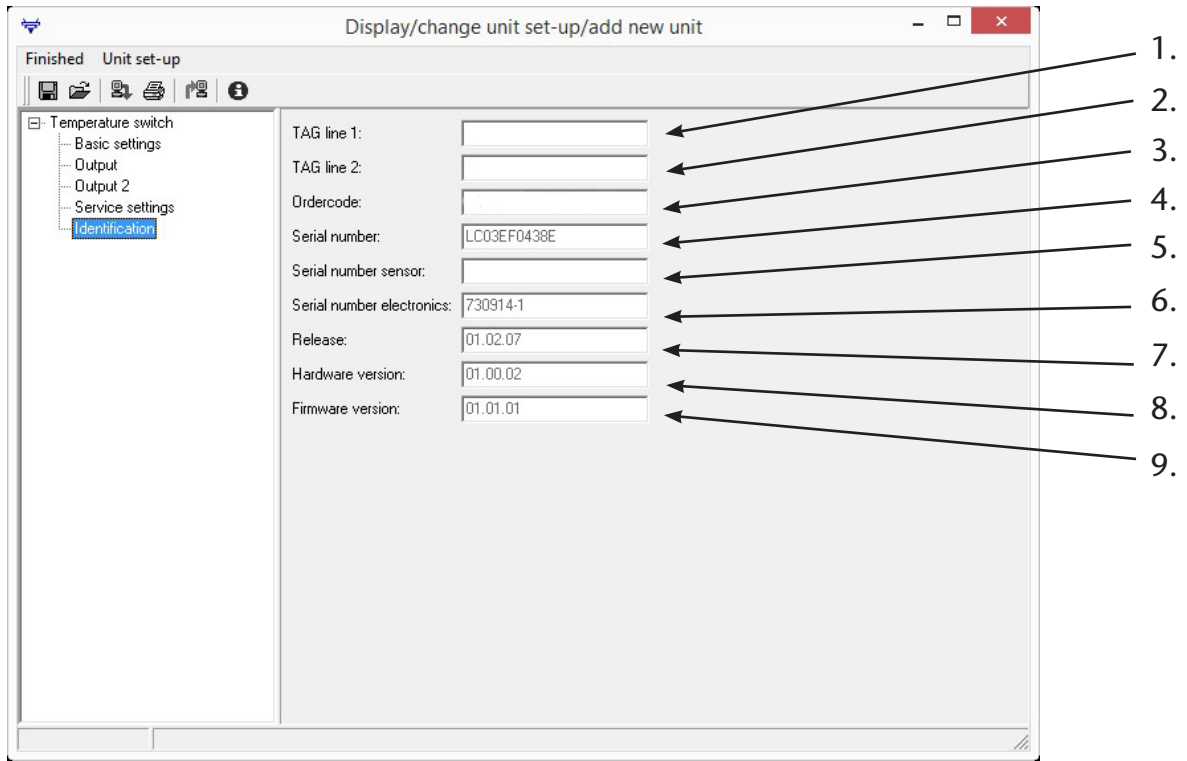 Display/change unit set-up/add new unit
Finished Unit set-up
Temperature switch
Basic settings
Output
Output 2
Service settings
Identification
TAG line 1:
TAG line 2:
Ordercode:
Serial number: LC03EF0438E
Serial number sensor:
Serial number electronics: 730914-1
Release: 01.02.07
Hardware version: 01.00.02
Firmware version: 01.01.01
1.
2.
3.
4.
5.
6.
7.
8.
9.